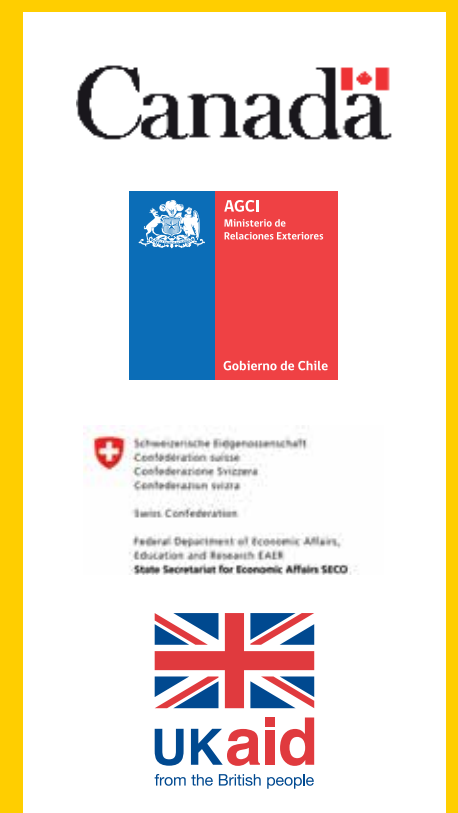 Canada
AGCI
Ministerio de
Relaciones Exteriores
Gobierno de Chile
Schweizerische Eidgenossenschaft
Confédération suisse
Confederazione Svizzera
Confederaziun svizra
Swiss Confederation
Federal Department of Economic Affairs,
Education and Research EAER
State Secretariat for Economic Affairs SECO
UKaid
from the British people